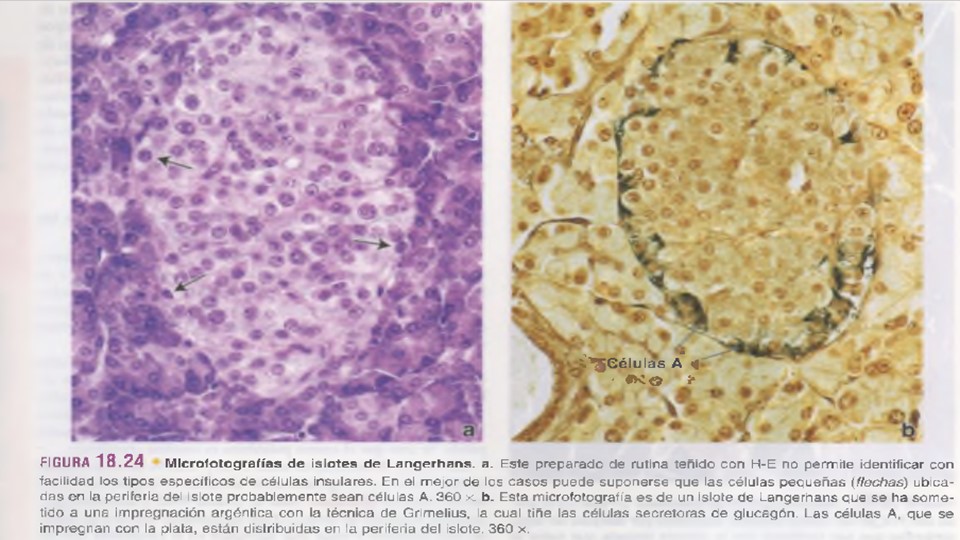 Células A
a
b
FIGURA 18.24 • Microfotografías de islotes de Langerhans. a. Este preparado de rutina teñido con H-E no permite identificar con
facilidad los tipos específicos de células insulares. En el mejor de los casos puede suponerse que las células pequeñas (flechas) ubica-
das en la periferia del islote probablemente sean células A. 360 ×. b. Esta microfotografía es de un islote de Langerhans que se ha some-
tido a una impregnación argéntica con la técnica de Grimelius, la cual tiñe las células secretoras de glucagón. Las células A, que se
impregnan con la plata, están distribuidas en la periferia del islote. 360 ×.